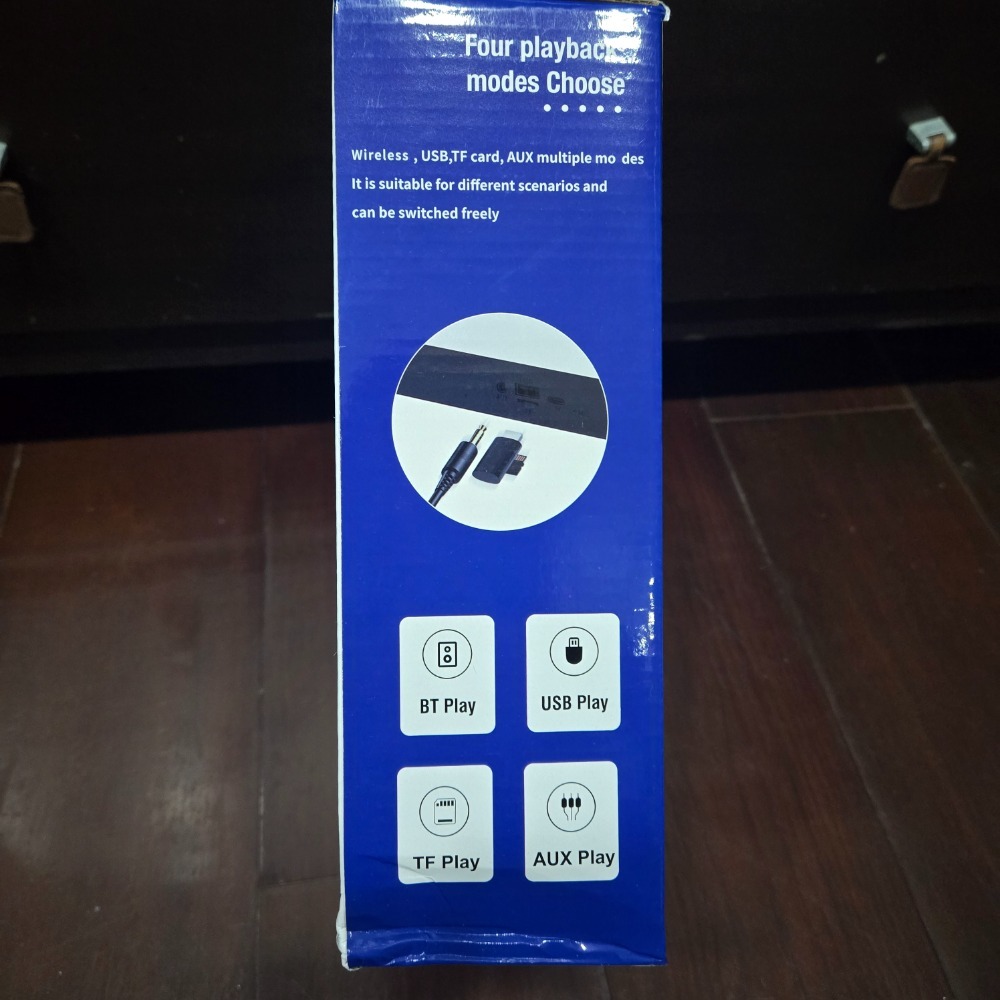 Four playback
modes Choose
Wireless , USB,TF card, AUX multiple mo des
It is suitable for different scenarios and
can be switched freely
BT Play
USB Play
TF Play
AUX Play